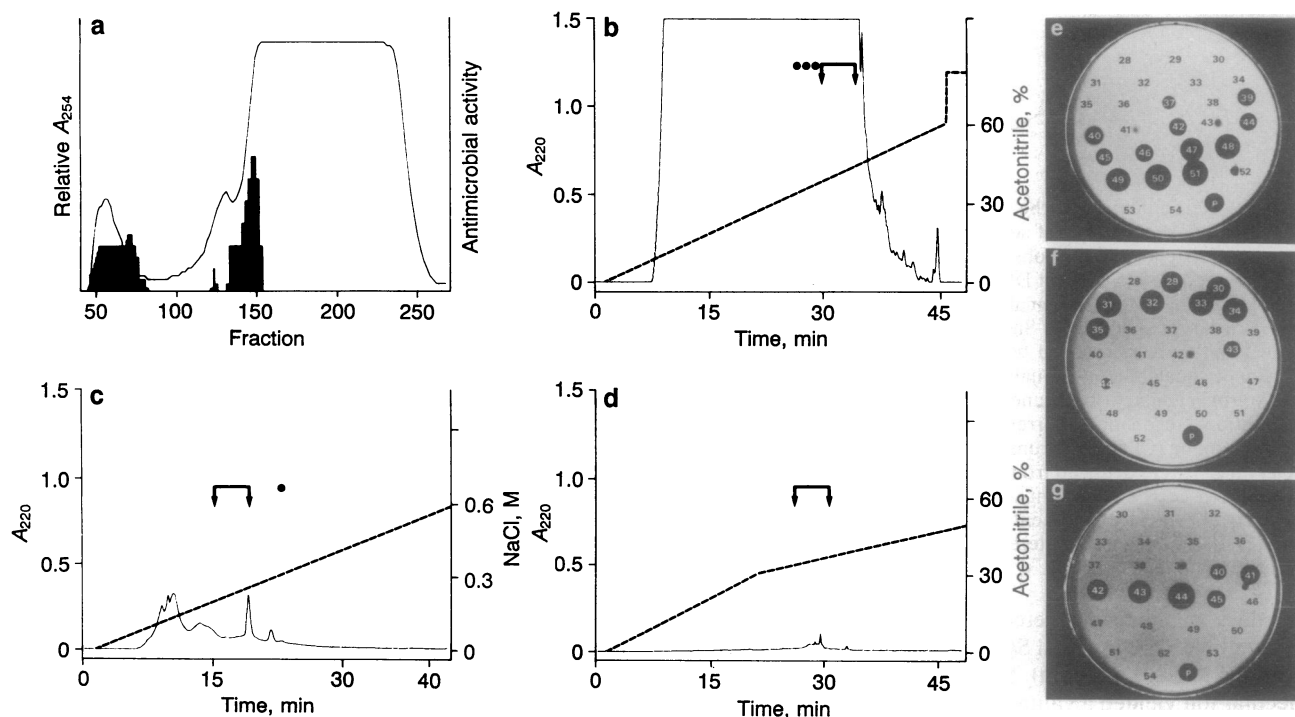 a
Relative A254
Antimicrobial activity
50 100 150 200 250
Fraction
b
1.5
1.0
0.5
0
A220
60
30
0
Acetonitrile, %
15 30 45
Time, min
c
1.5
1.0
0.5
0
A220
0.6
0.3
0
NaCl, M
0 15 30 40
Time, min
d
1.5
1.0
0.5
0
A220
60
30
0
Acetonitrile, %
0 15 30 45
Time, min
e
28 29 30
31 32 33 34
35 36 37 38 39
40 41 42 43 44
45 46 47 48
49 50 51 52
53 54 P
f
28 29 30
31 32 33 34
35 36 37 38 39
40 41 42 43
45 46 47
48 49 50 51
52 P
g
30 31 32
33 34 35 36
37 38 39 40 41
42 43 44 45 46
47 48 49 50
51 52 53
54 P